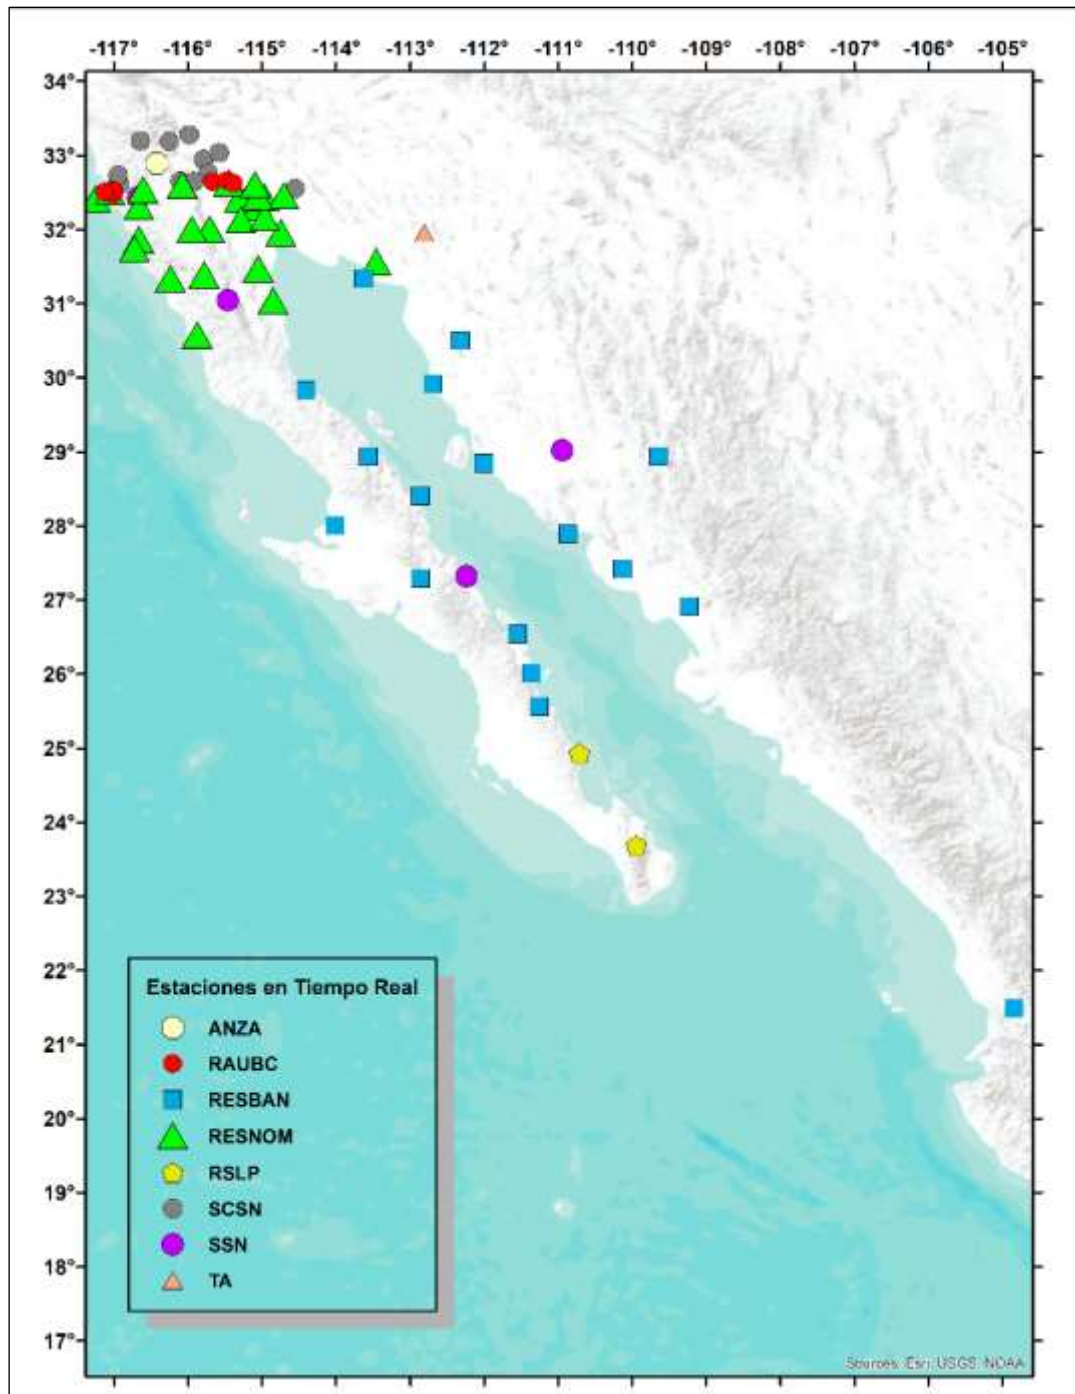 -117° -116° -115° -114° -113° -112° -111° -110° -109° -108° -107° -106° -105°
34°
33°
32°
31°
30°
29°
28°
27°
26°
25°
24°
23°
22°
21°
20°
19°
18°
17°
Estaciones en Tiempo Real
ANZA
RAUBC
RESBAN
RESNOM
RSLP
SCSN
SSN
TA
Sources: Esri, USGS, NOAA